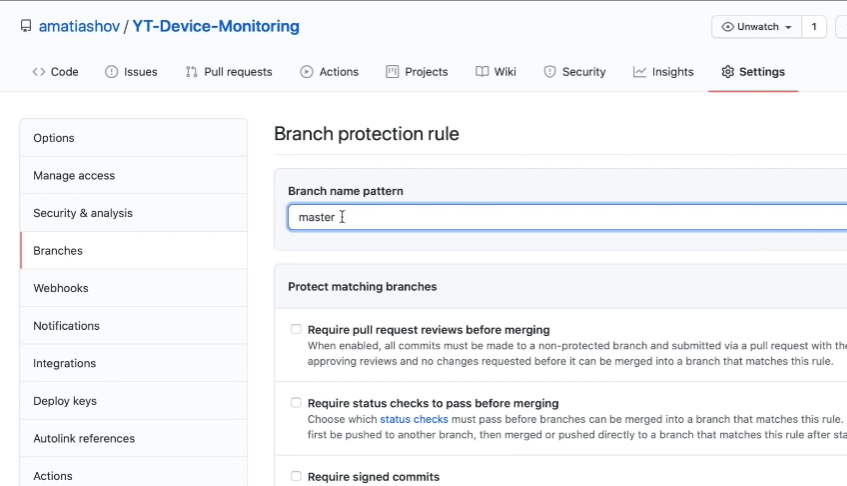 amatiashov / YT-Device-Monitoring
Unwatch 1
Code Issues Pull requests Actions Projects Wiki Security Insights Settings
Options
Manage access
Security & analysis
Branches
Webhooks
Notifications
Integrations
Deploy keys
Autolink references
Actions
Branch protection rule
Branch name pattern
master
Protect matching branches
Require pull request reviews before merging
When enabled, all commits must be made to a non-protected branch and submitted via a pull request with the
approving reviews and no changes requested before it can be merged into a branch that matches this rule.
Require status checks to pass before merging
Choose which status checks must pass before branches can be merged into a branch that matches this rule.
first be pushed to another branch, then merged or pushed directly to a branch that matches this rule after sta
Require signed commits